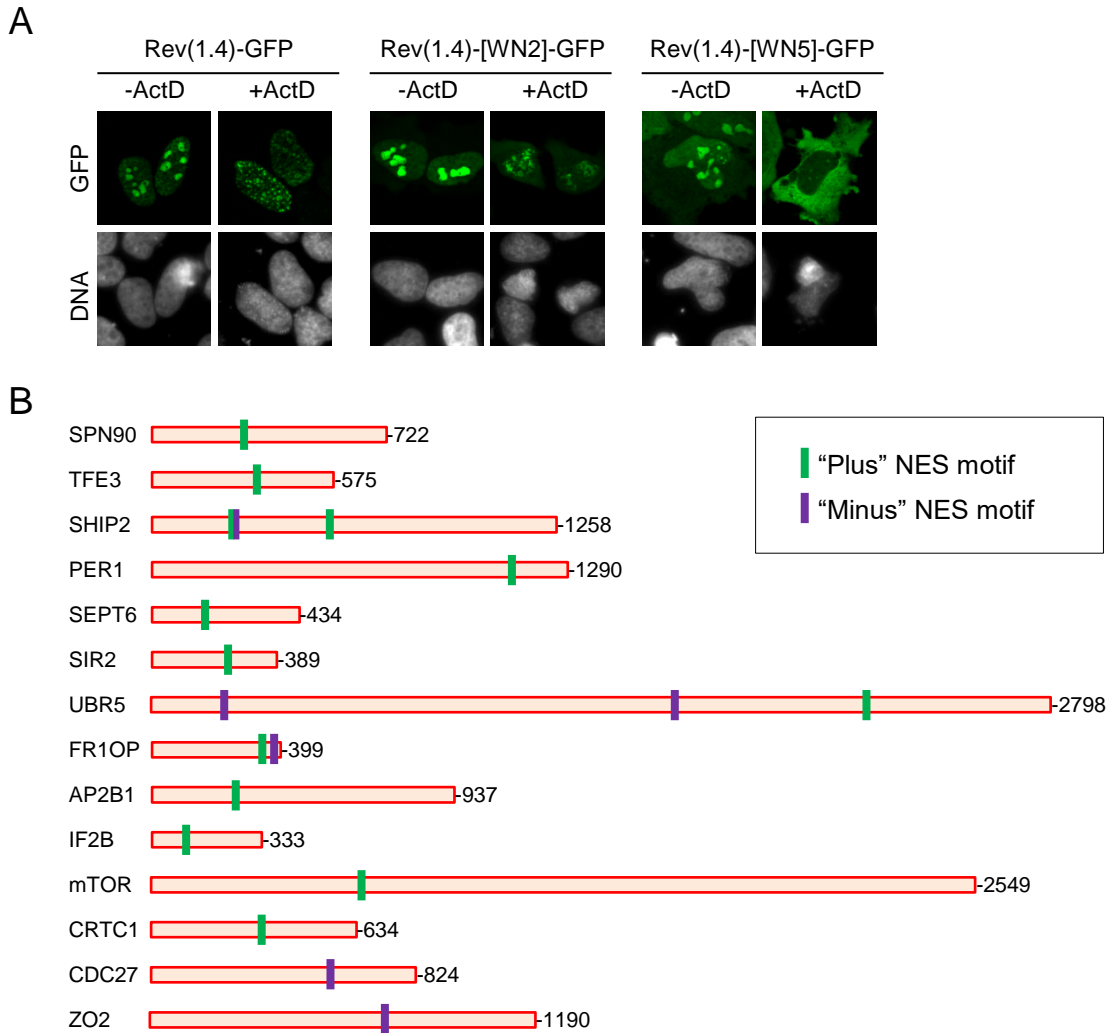 A
Rev(1.4)-GFP Rev(1.4)-[WN2]-GFP Rev(1.4)-[WN5]-GFP
-ActD +ActD -ActD +ActD -ActD +ActD
GFP
DNA
B
SPN90 -722
TFE3 -575
SHIP2 -1258
PER1 -1290
SEPT6 -434
SIR2 -389
UBR5 -2798
FR1OP -399
AP2B1 -937
IF2B -333
mTOR -2549
CRTC1 -634
CDC27 -824
ZO2 -1190
“Plus” NES motif
“Minus” NES motif